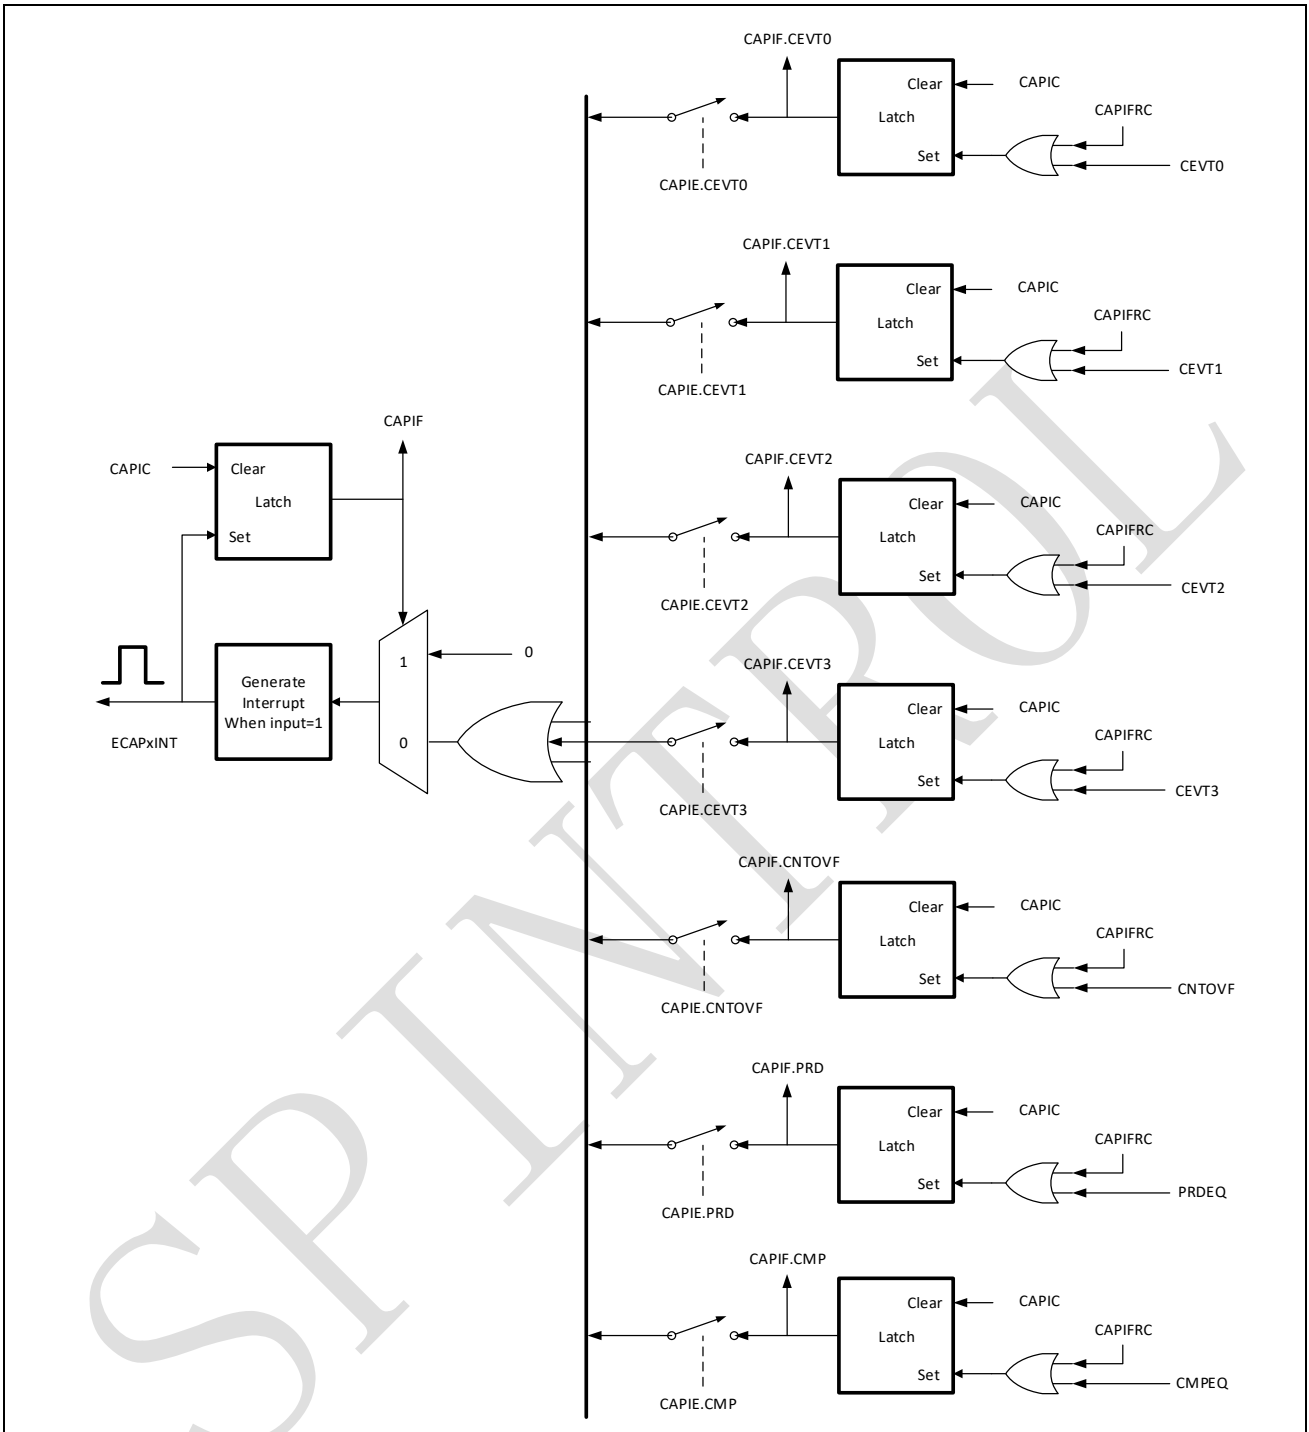 CAPIF.CEVT0
Clear
CAPIC
Latch
CAPIFRC
Set
CEVT0
CAPIE.CEVT0
CAPIF.CEVT1
Clear
CAPIC
Latch
CAPIFRC
Set
CEVT1
CAPIE.CEVT1
CAPIF
CAPIC
Clear
Latch
Set
CAPIF.CEVT2
Clear
CAPIC
Latch
CAPIFRC
Set
CEVT2
CAPIE.CEVT2
1
0
Generate
Interrupt
When input=1
0
ECAPxINT
CAPIF.CEVT3
Clear
CAPIC
Latch
CAPIFRC
Set
CEVT3
CAPIE.CEVT3
CAPIF.CNTOVF
Clear
CAPIC
Latch
CAPIFRC
Set
CNTOVF
CAPIE.CNTOVF
CAPIF.PRD
Clear
CAPIC
Latch
CAPIFRC
Set
PRDEQ
CAPIE.PRD
CAPIF.CMP
Clear
CAPIC
Latch
CAPIFRC
Set
CMPEQ
CAPIE.CMP
SPINTROL